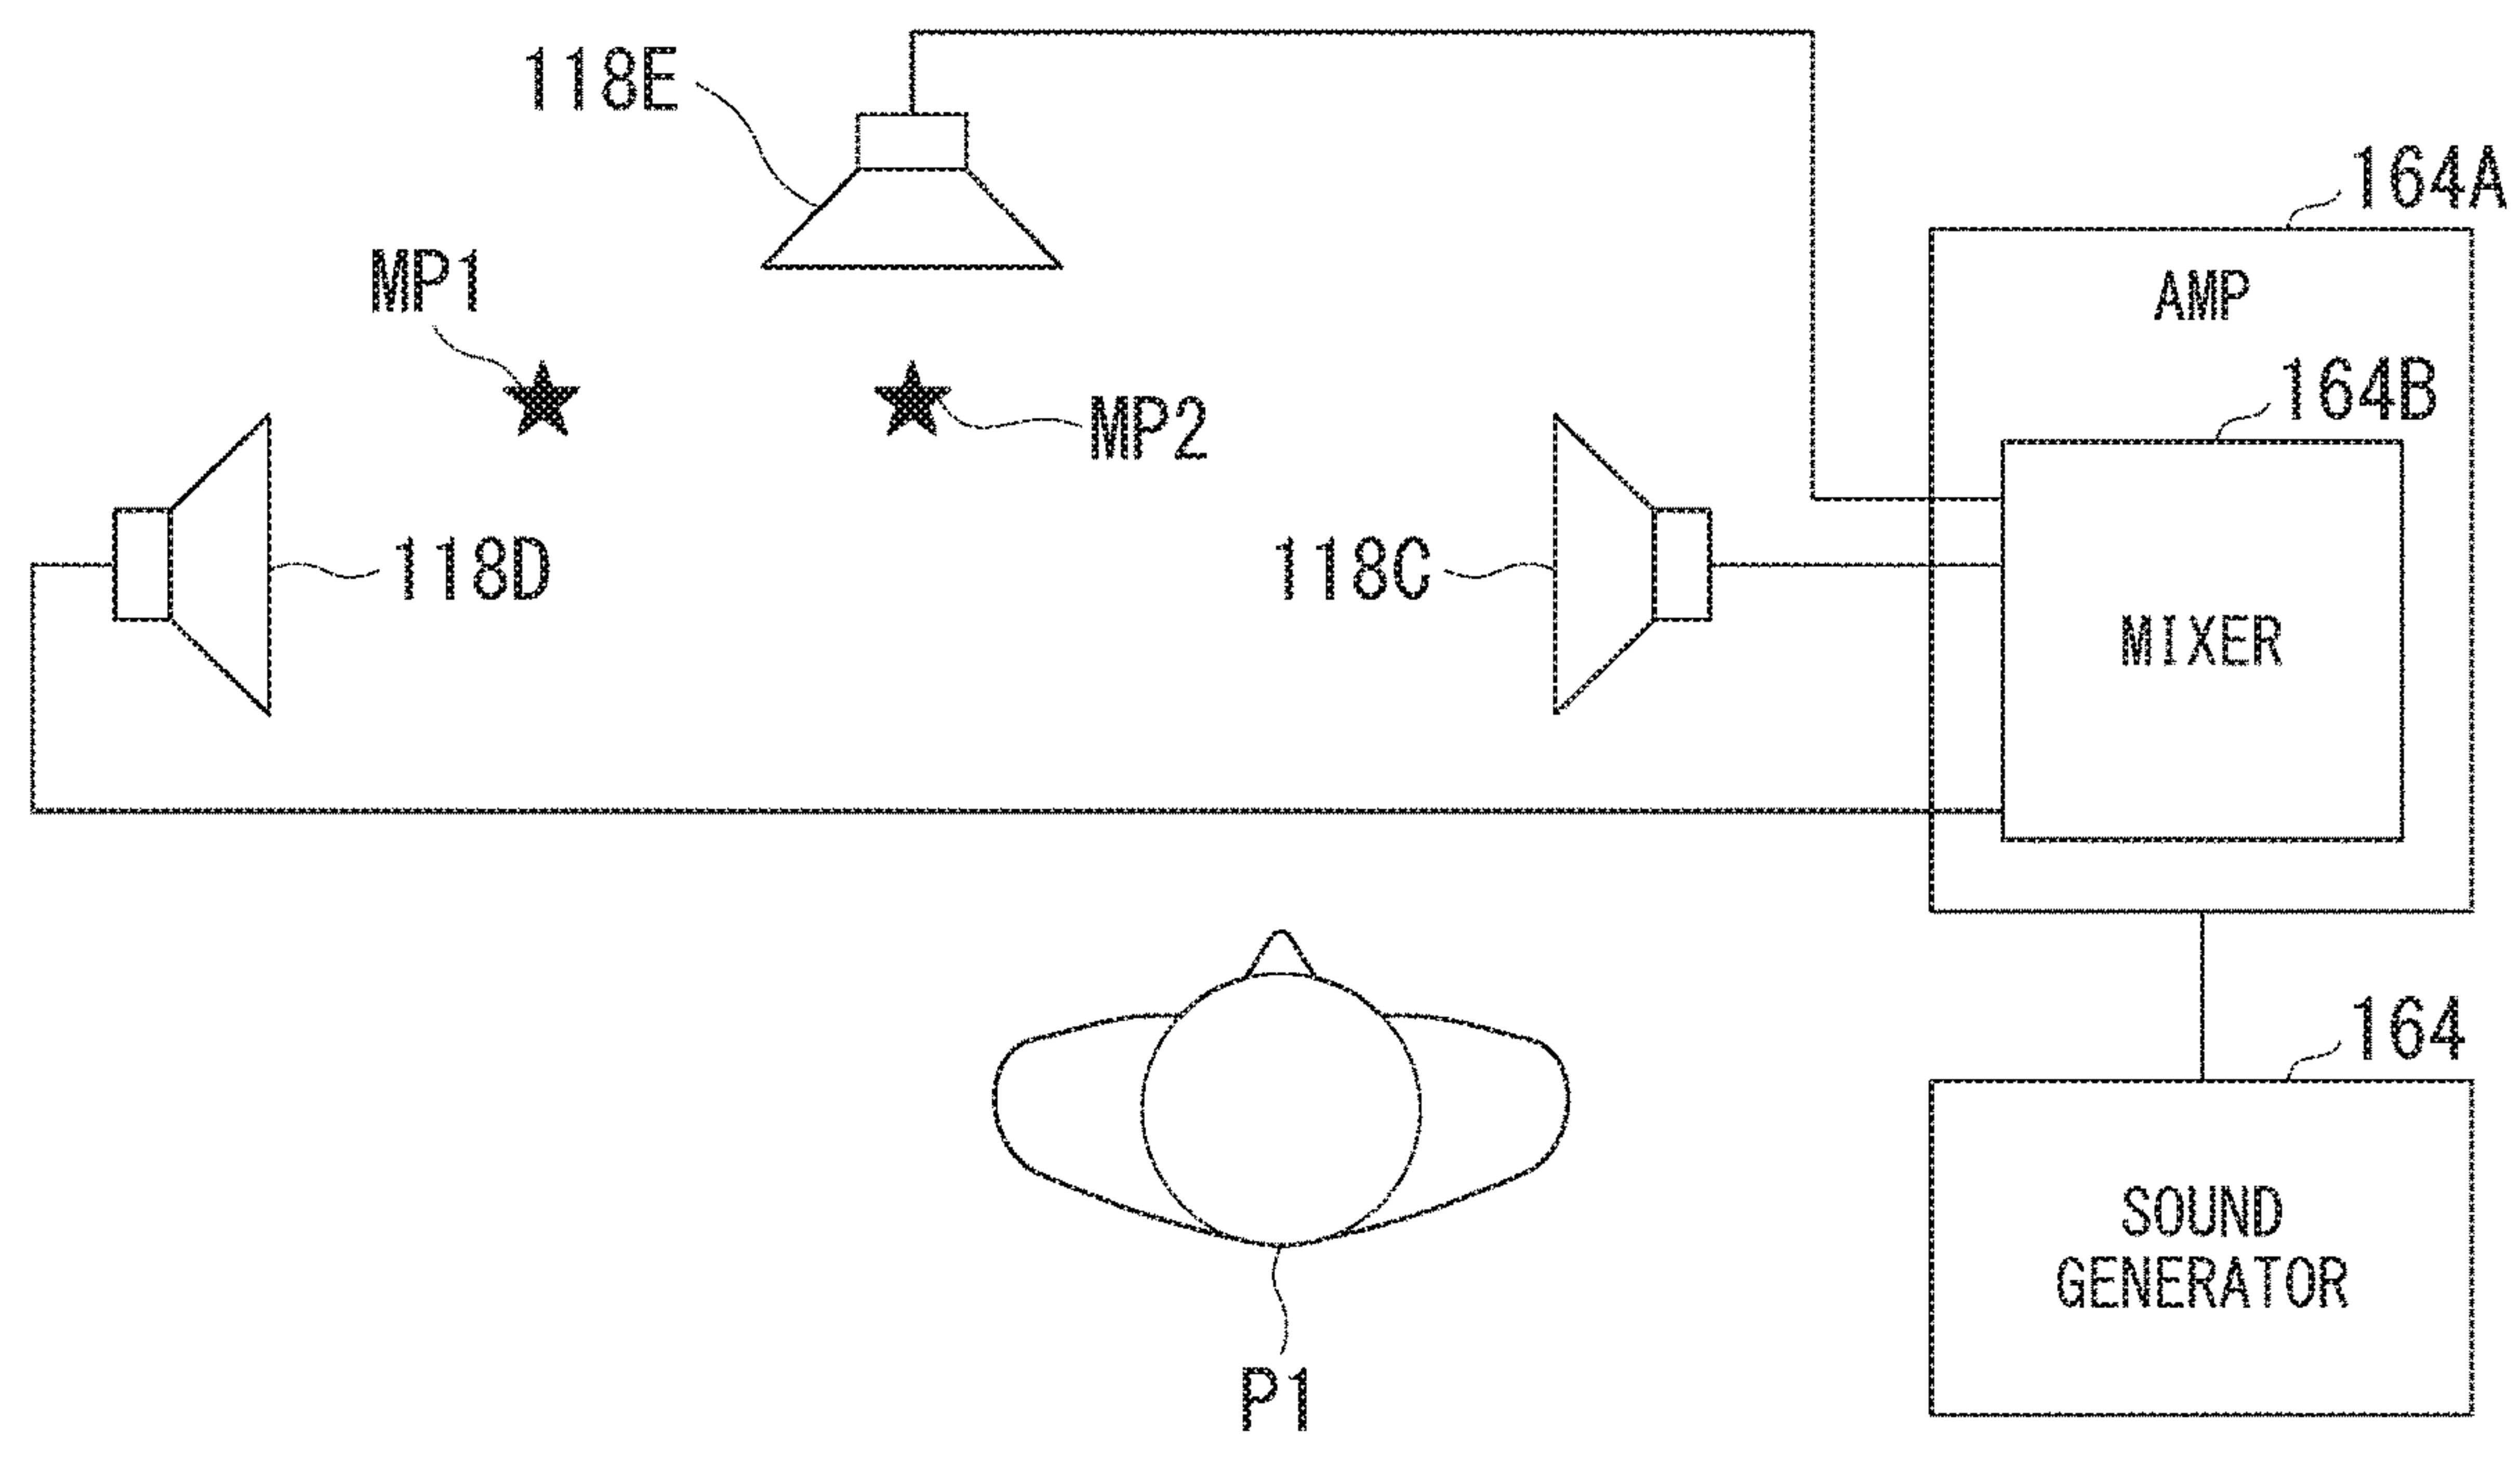 118E
164A
MP1
AMP
164B
MP2
118D
118C
MIXER
164
SOUND
GENERATOR
P1